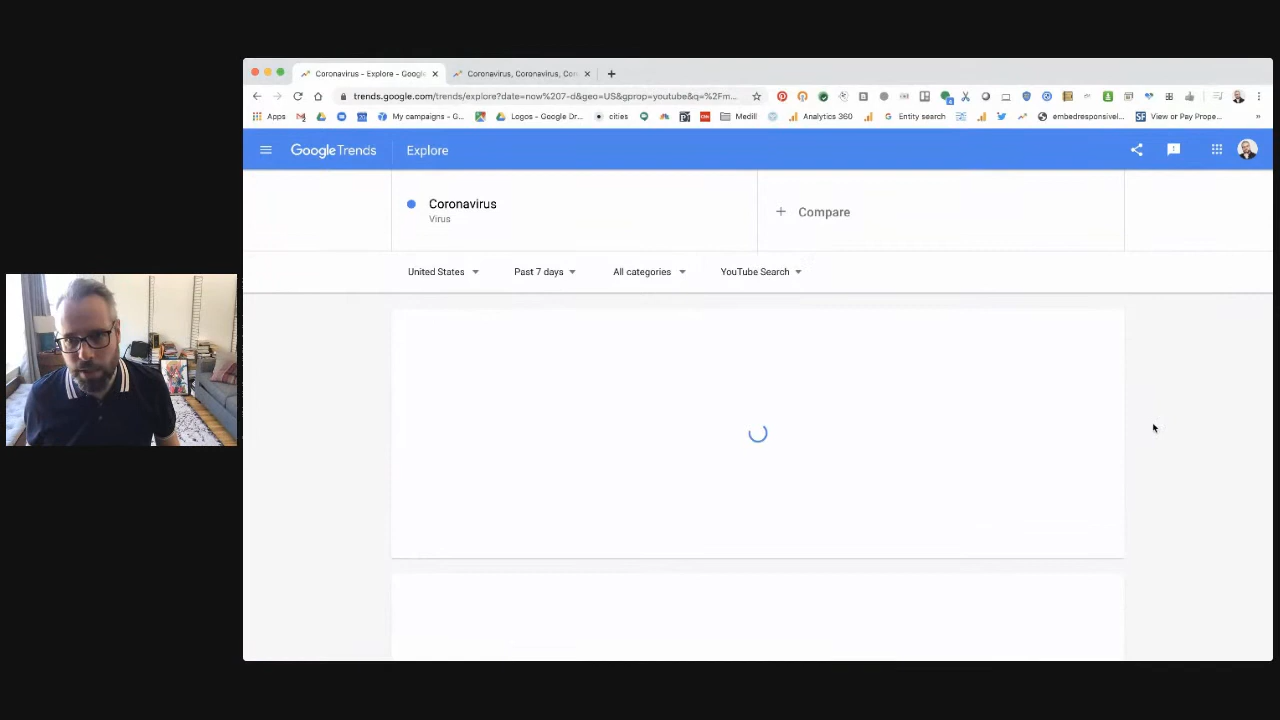 Coronavirus - Explore - Google
Coronavirus, Coronavirus, Cor
trends.google.com/trends/explore?date=now%207-d&geo=US&gprop=youtube&q=%2Fm...
Apps
My campaigns - G...
Logos - Google Dr...
cities
Medill
Analytics 360
Entity search
embedresponsivel...
View or Pay Prope...
Google Trends
Explore
Coronavirus
Virus
+ Compare
United States
Past 7 days
All categories
YouTube Search